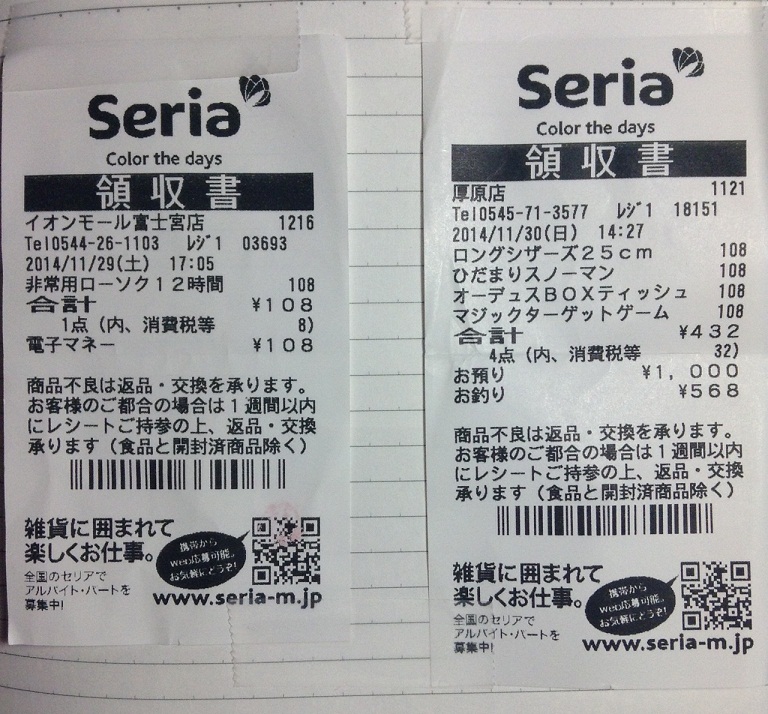 Seria
Color the days
領収書
イオンモール富士宮店 1216
Tel0544-26-1103 ﾚｼﾞ1 03693
2014/11/29(土) 17:05
非常用ローソク12時間 108
合計 ¥108
1点(内、消費税等 8)
電子マネー ¥108
商品不良は返品・交換を承ります。
お客様のご都合の場合は1週間以内
にレシートご持参の上、返品・交換
承ります(食品と開封済商品除く)
雑貨に囲まれて
楽しくお仕事。
携帯から
web応募可能。
お気軽にどうぞ!
全国のセリアで
アルバイト・パートを
募集中!
www.seria-m.jp
Seria
Color the days
領収書
厚原店 1121
Tel0545-71-3577 ﾚｼﾞ1 18151
2014/11/30(日) 14:27
ロングシザーズ25cm 108
ひだまりスノーマン 108
オーデュスBOXティッシュ 108
マジックターゲットゲーム 108
合計 ¥432
4点(内、消費税等 32)
お預り ¥1,000
お釣り ¥568
商品不良は返品・交換を承ります。
お客様のご都合の場合は1週間以内
にレシートご持参の上、返品・交換
承ります(食品と開封済商品除く)
雑貨に囲まれて
楽しくお仕事。
携帯から
web応募可能。
お気軽にどうぞ!
全国のセリアで
アルバイト・パートを
募集中!
www.seria-m.jp